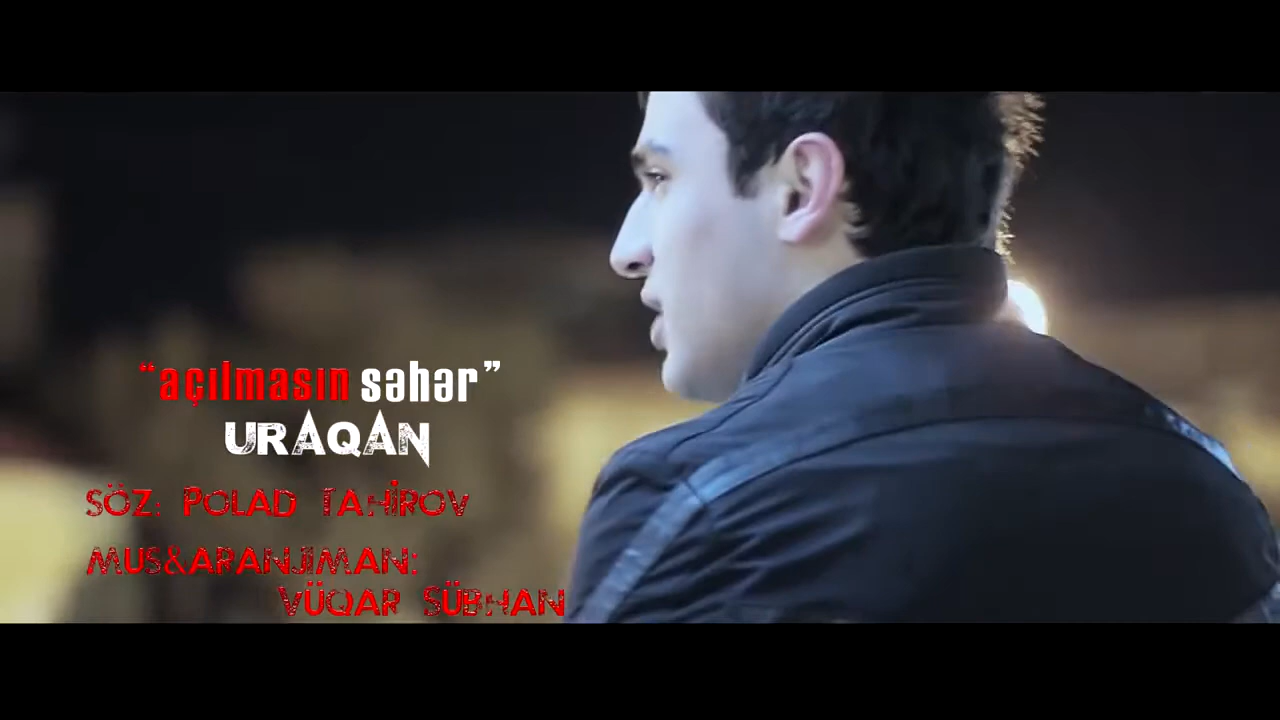 "açılmasın səhər"
URAQAN
SÖZ: POLAD TAHİROV
MUS&ARANJIMAN:
VÜQAR SÜBHAN